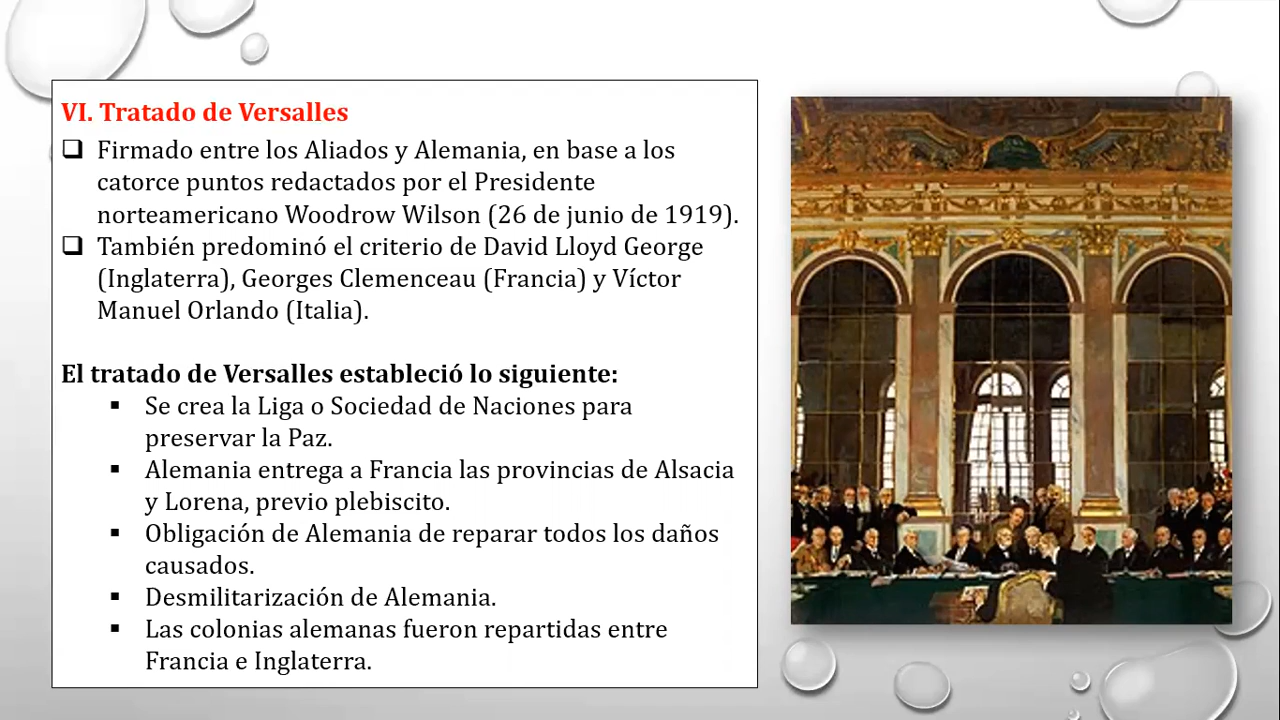 VI. Tratado de Versalles
❑ Firmado entre los Aliados y Alemania, en base a los
catorce puntos redactados por el Presidente
norteamericano Woodrow Wilson (26 de junio de 1919).
❑ También predominó el criterio de David Lloyd George
(Inglaterra), Georges Clemenceau (Francia) y Víctor
Manuel Orlando (Italia).
El tratado de Versalles estableció lo siguiente:
▪ Se crea la Liga o Sociedad de Naciones para
preservar la Paz.
▪ Alemania entrega a Francia las provincias de Alsacia
y Lorena, previo plebiscito.
▪ Obligación de Alemania de reparar todos los daños
causados.
▪ Desmilitarización de Alemania.
▪ Las colonias alemanas fueron repartidas entre
Francia e Inglaterra.